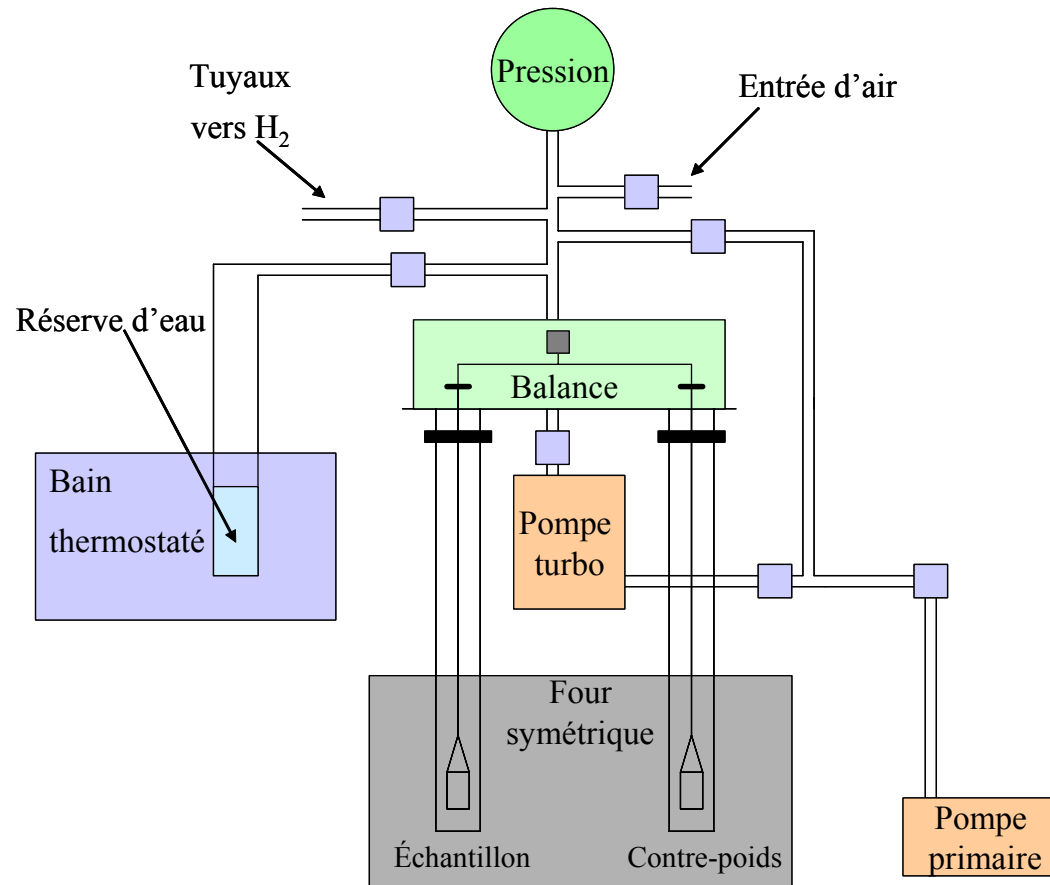 Pression
Tuyaux
vers H₂
Entrée d’air
Réserve d’eau
Balance
Bain
thermostaté
Pompe
turbo
Four
symétrique
Échantillon
Contre-poids
Pompe
primaire